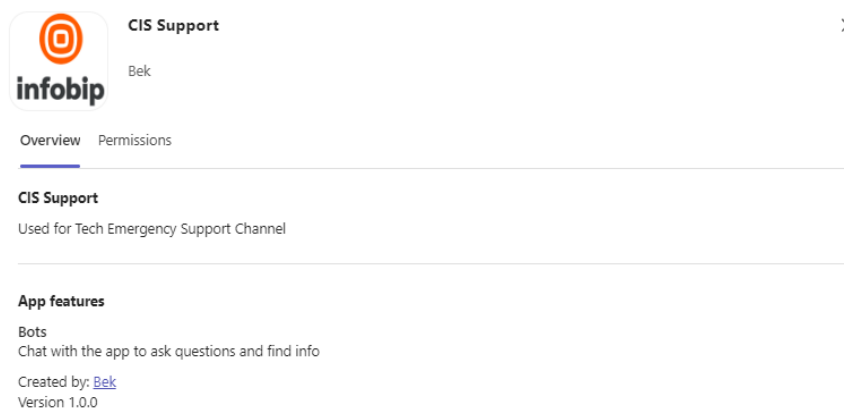 CIS Support
Bek
infobip
Overview Permissions
CIS Support
Used for Tech Emergency Support Channel
App features
Bots
Chat with the app to ask questions and find info
Created by: Bek
Version 1.0.0